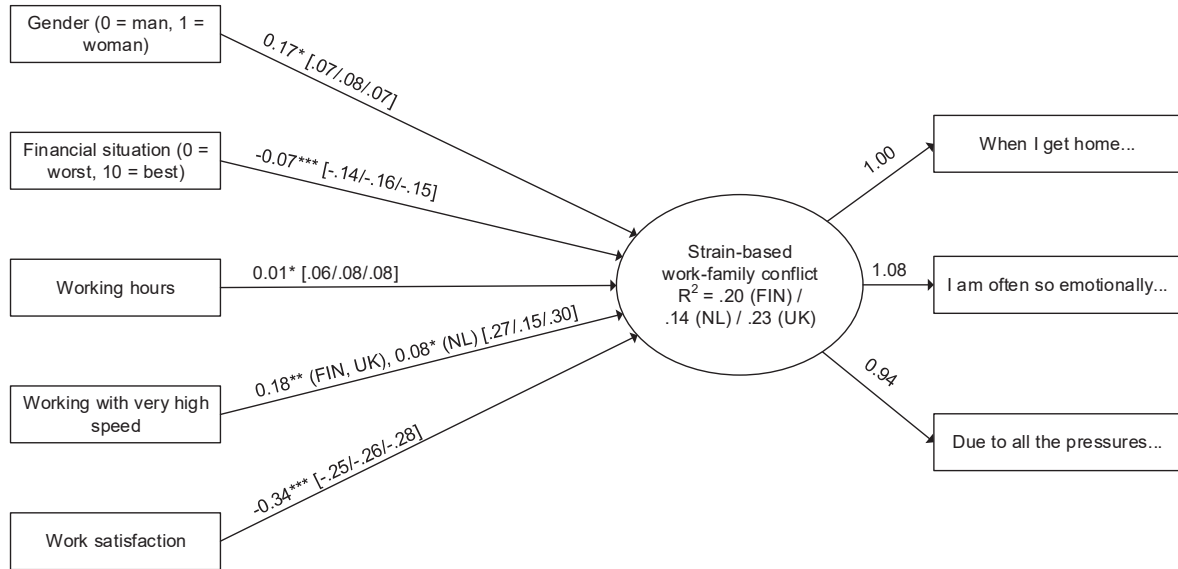 Gender (0 = man, 1 =
woman)
0.17* [.07/.08/.07]
Financial situation (0 =
worst, 10 = best)
-0.07*** [-.14/-.16/-.15]
Working hours
0.01* [.06/.08/.08]
Working with very high
speed
0.18** (FIN, UK), 0.08* (NL) [.27/.15/.30]
Work satisfaction
-0.34*** [-.25/-.26/-.28]
Strain-based
work-family conflict
R² = .20 (FIN) /
.14 (NL) / .23 (UK)
1.00
When I get home...
1.08
I am often so emotionally...
0.94
Due to all the pressures...